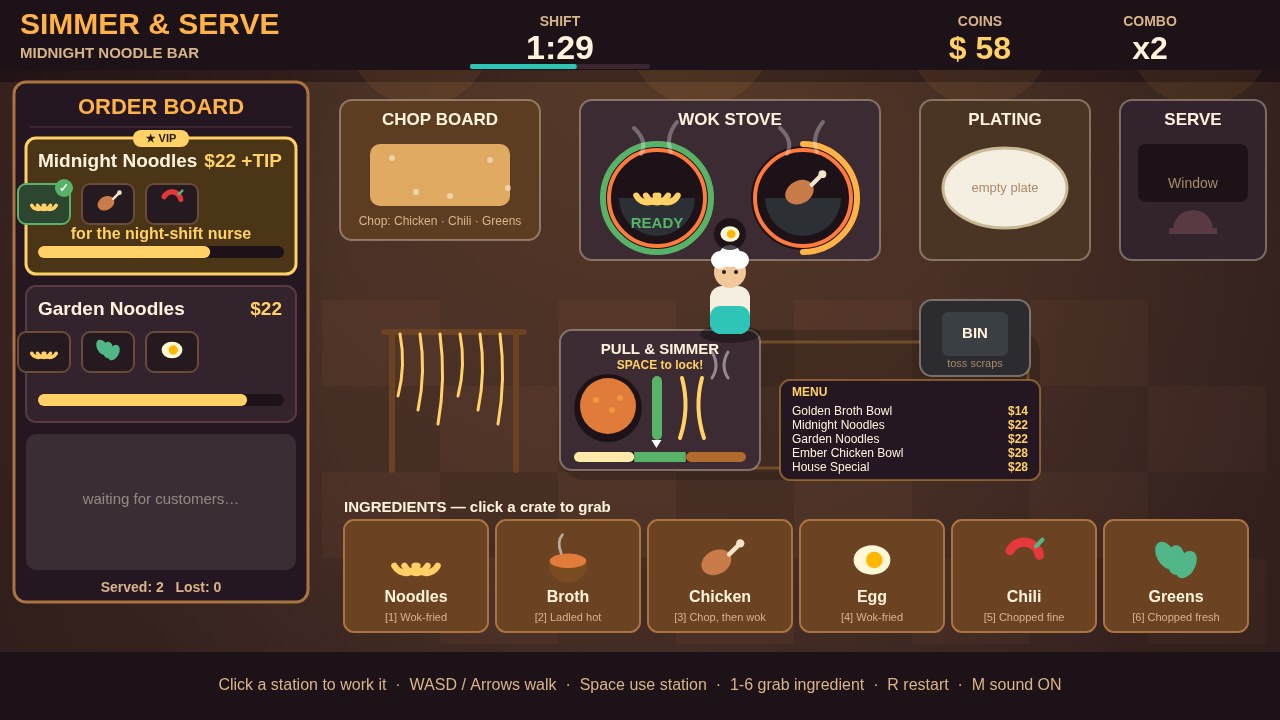 SIMMER & SERVE
MIDNIGHT NOODLE BAR
SHIFT
1:29
COINS
$ 58
COMBO
x2
ORDER BOARD
★ VIP
Midnight Noodles $22 +TIP
✓
for the night-shift nurse
Garden Noodles $22
waiting for customers…
Served: 2 Lost: 0
CHOP BOARD
Chop: Chicken · Chili · Greens
WOK STOVE
READY
PLATING
empty plate
SERVE
Window
PULL & SIMMER
SPACE to lock!
BIN
toss scraps
MENU
Golden Broth Bowl $14
Midnight Noodles $22
Garden Noodles $22
Ember Chicken Bowl $28
House Special $28
INGREDIENTS — click a crate to grab
Noodles
[1] Wok-fried
Broth
[2] Ladled hot
Chicken
[3] Chop, then wok
Egg
[4] Wok-fried
Chili
[5] Chopped fine
Greens
[6] Chopped fresh
Click a station to work it · WASD / Arrows walk · Space use station · 1-6 grab ingredient · R restart · M sound ON